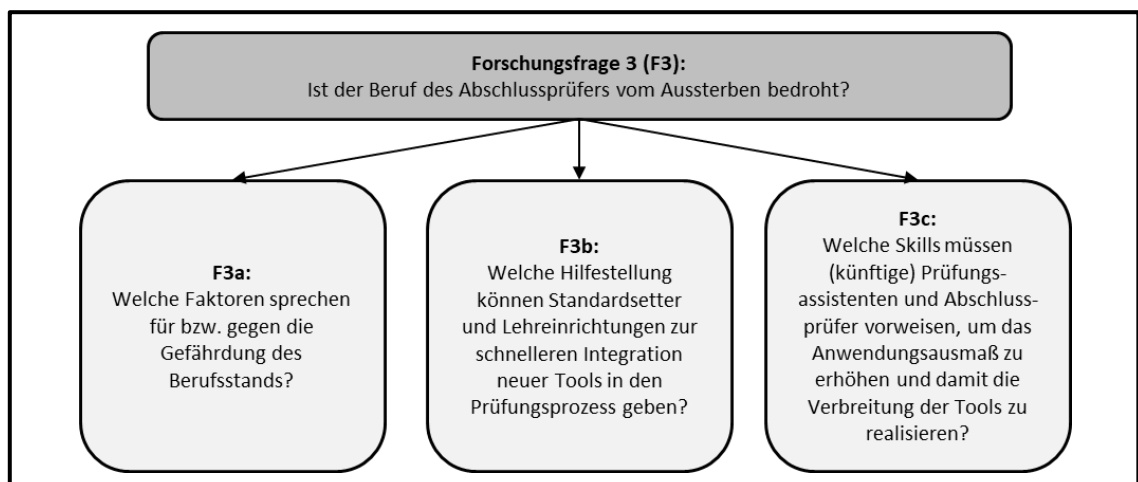 Forschungsfrage 3 (F3):
Ist der Beruf des Abschlussprüfers vom Aussterben bedroht?
F3a:
Welche Faktoren sprechen
für bzw. gegen die
Gefährdung des
Berufsstands?
F3b:
Welche Hilfestellung
können Standardsetter
und Lehreinrichtungen zur
schnelleren Integration
neuer Tools in den
Prüfungsprozess geben?
F3c:
Welche Skills müssen
(künftige) Prüfungs-
assistenten und Abschluss-
prüfer vorweisen, um das
Anwendungsausmaß zu
erhöhen und damit die
Verbreitung der Tools zu
realisieren?